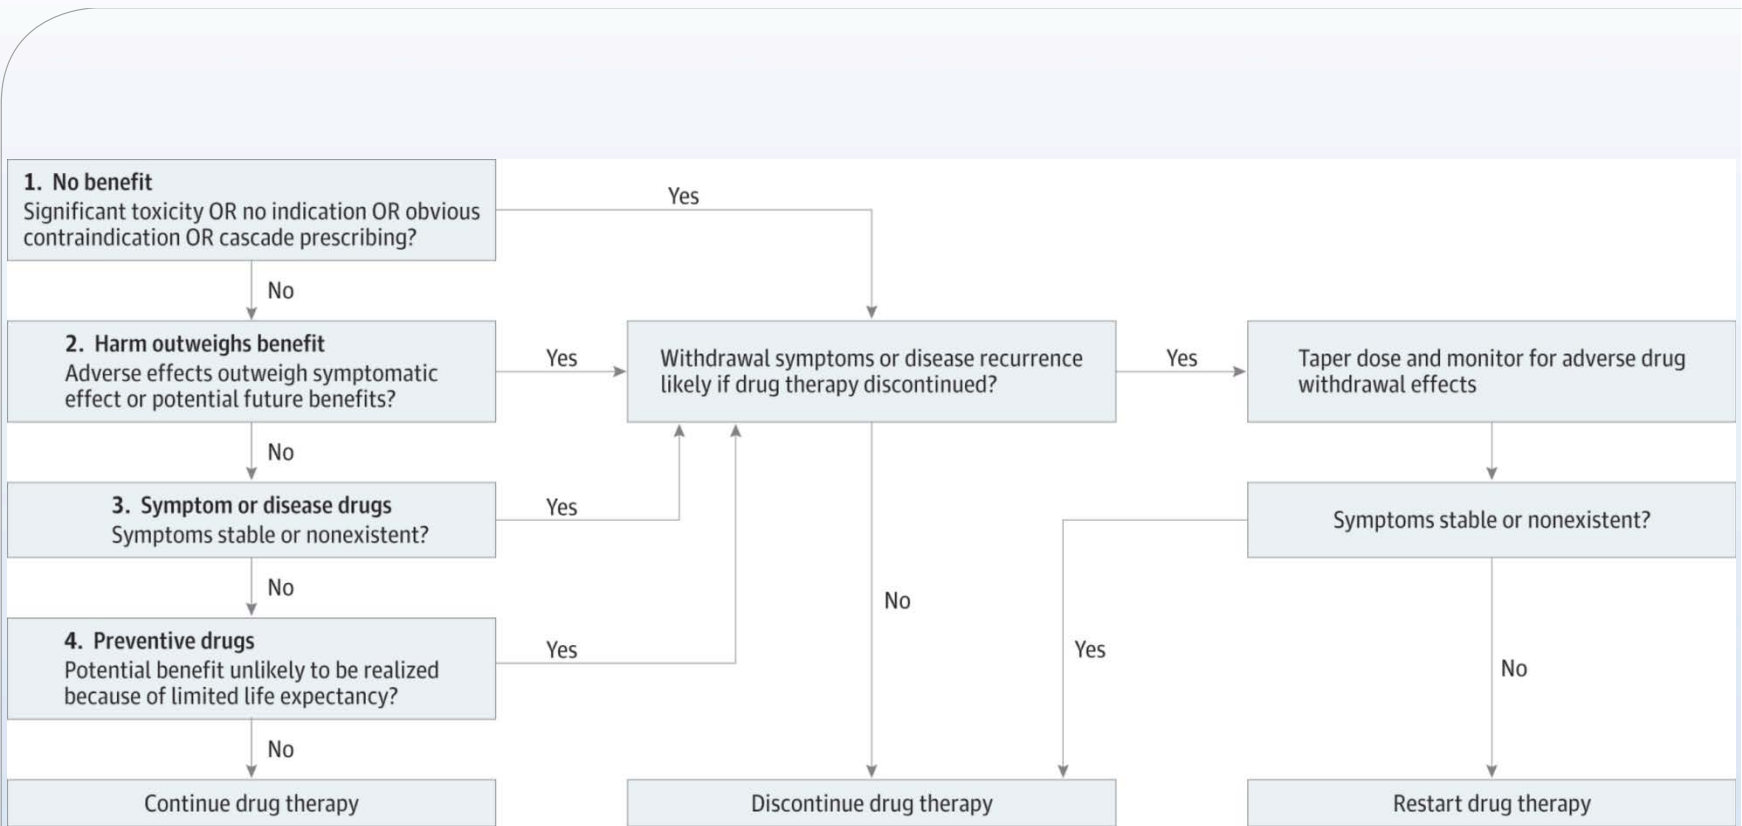 1. No benefit
Significant toxicity OR no indication OR obvious
contraindication OR cascade prescribing?
Yes
No
2. Harm outweighs benefit
Adverse effects outweigh symptomatic
effect or potential future benefits?
Yes
Withdrawal symptoms or disease recurrence
likely if drug therapy discontinued?
Yes
Taper dose and monitor for adverse drug
withdrawal effects
No
3. Symptom or disease drugs
Symptoms stable or nonexistent?
Yes
Symptoms stable or nonexistent?
No
No
4. Preventive drugs
Potential benefit unlikely to be realized
because of limited life expectancy?
Yes
Yes
No
No
Continue drug therapy
Discontinue drug therapy
Restart drug therapy